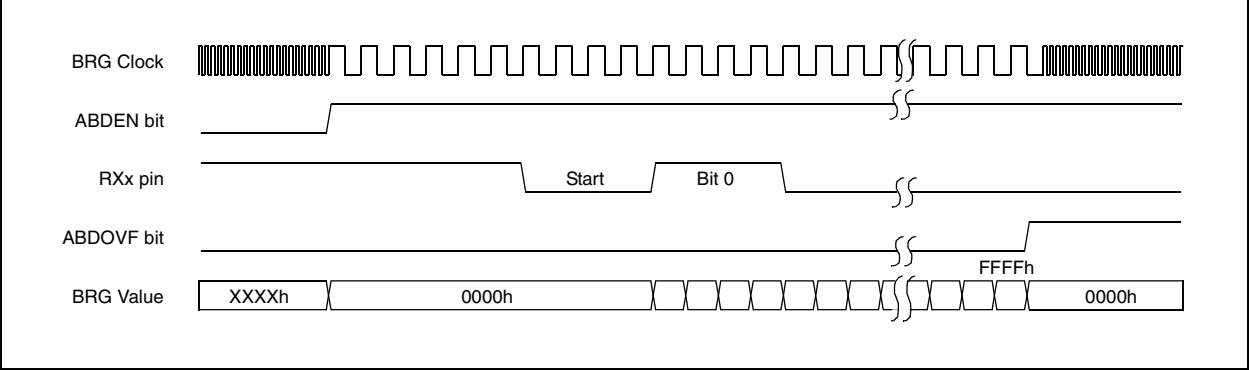 BRG Clock
ABDEN bit
RXx pin Start Bit 0
ABDOVF bit
FFFFh
BRG Value XXXXh 0000h 0000h